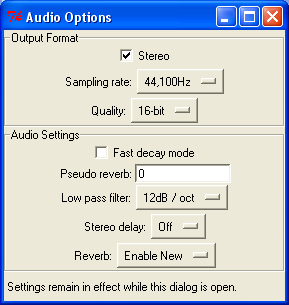 Audio Options
Output Format
Stereo
Sampling rate: 44,100Hz
Quality: 16-bit
Audio Settings
Fast decay mode
Pseudo reverb: 0
Low pass filter: 12dB / oct
Stereo delay: Off
Reverb: Enable New
Settings remain in effect while this dialog is open.